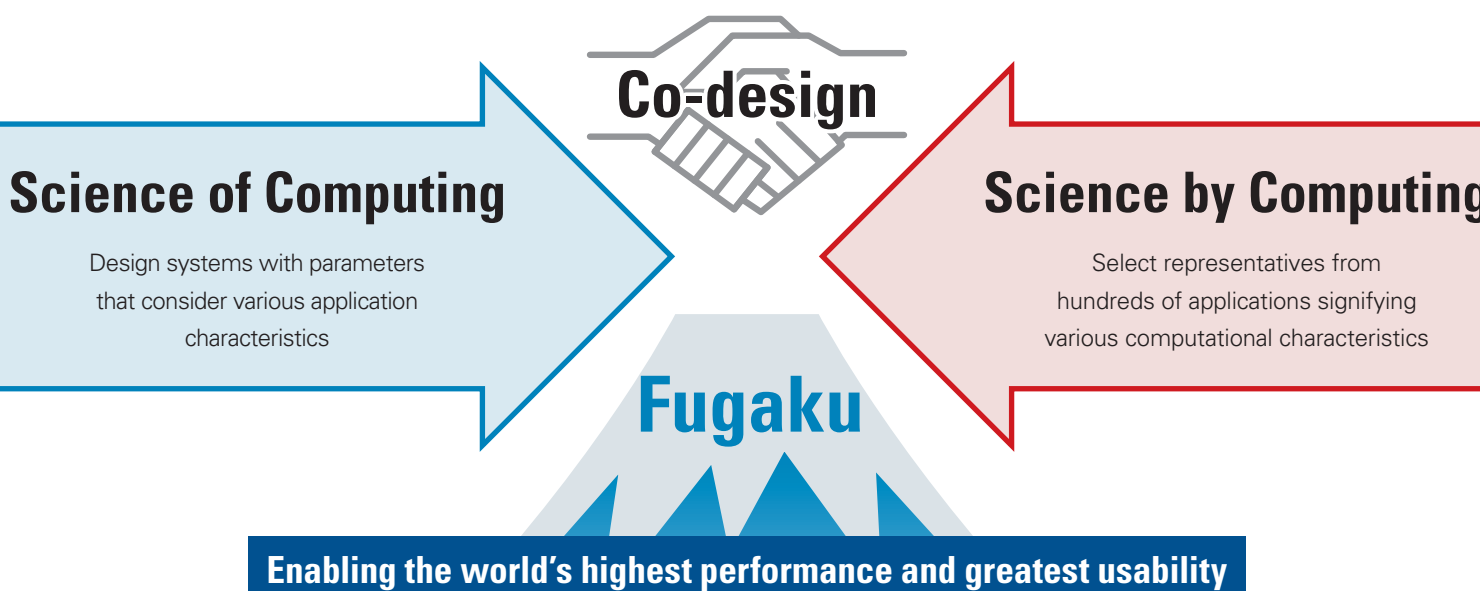 Co-design
Science of Computing
Design systems with parameters
that consider various application
characteristics
Science by Computing
Select representatives from
hundreds of applications signifying
various computational characteristics
Fugaku
Enabling the world's highest performance and greatest usability